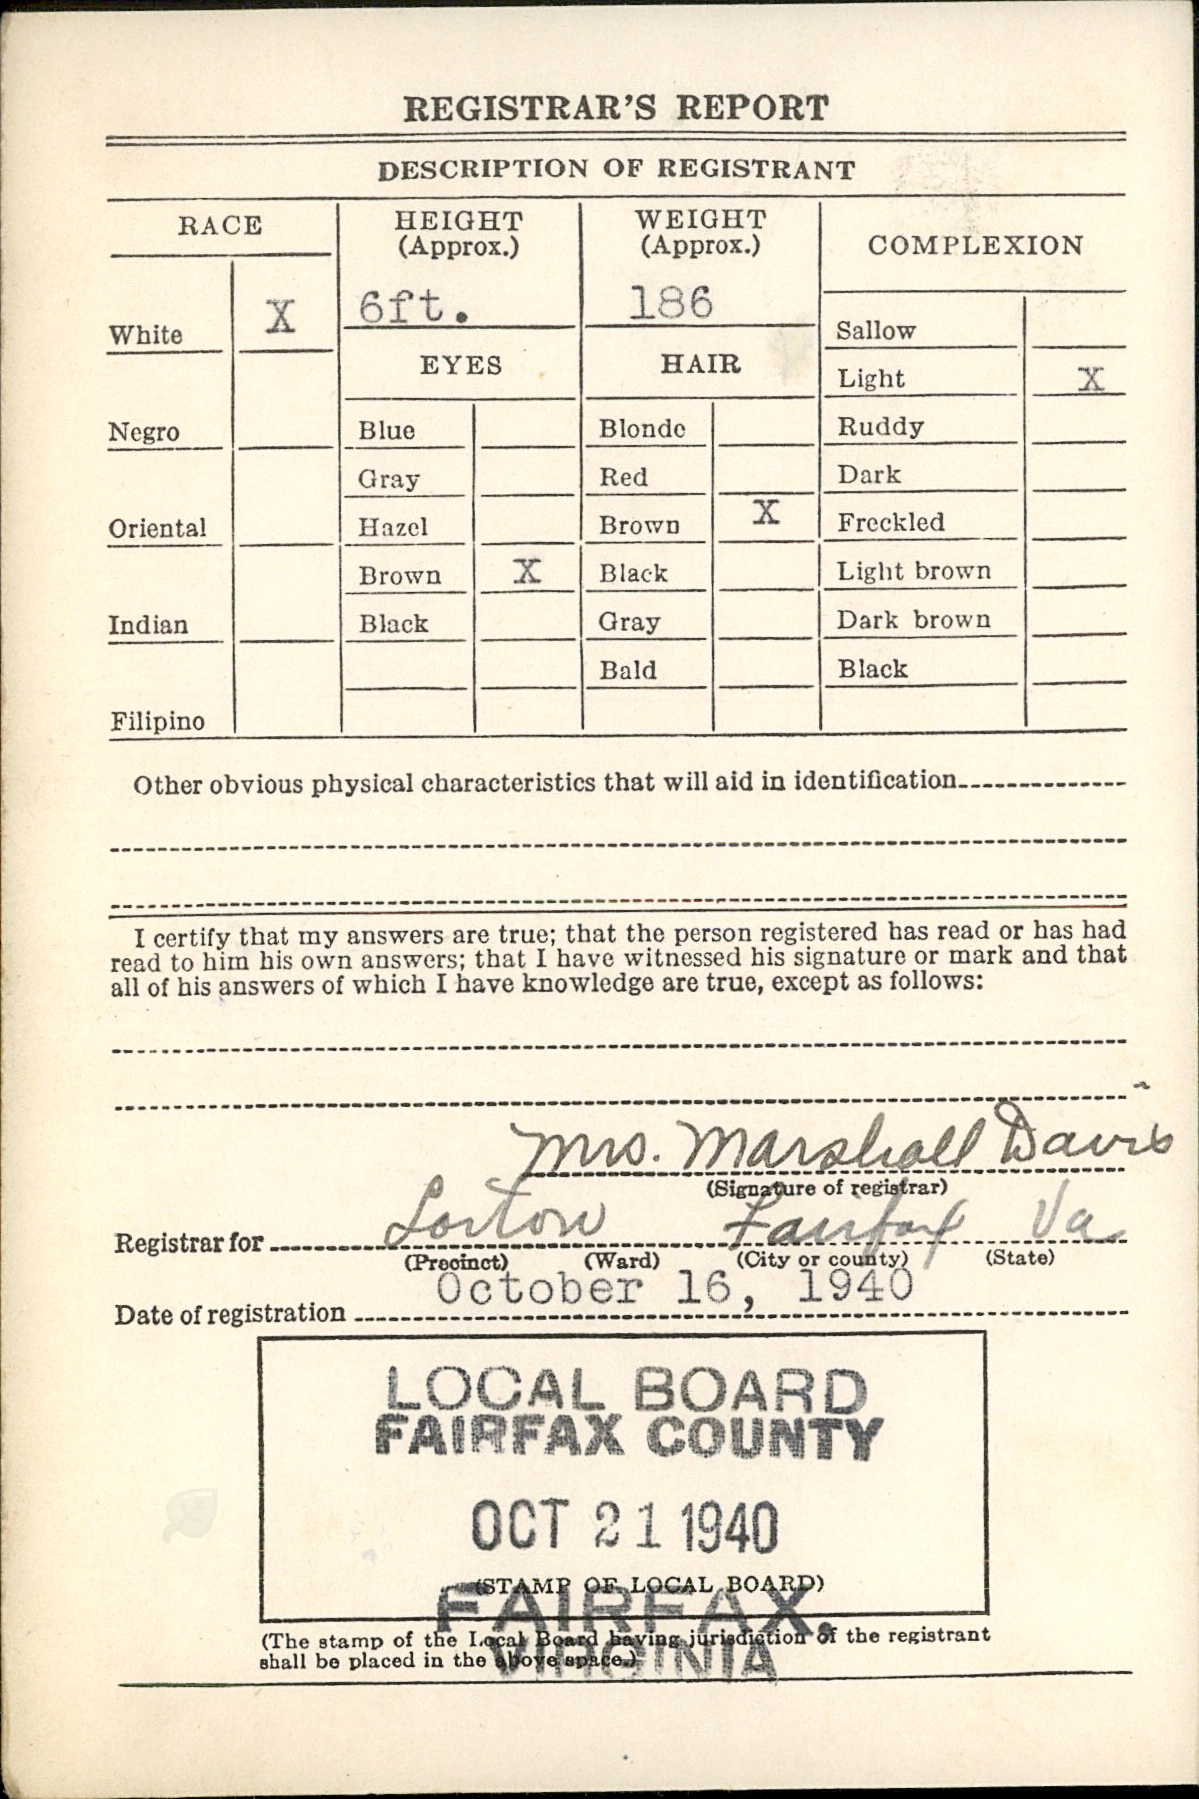 REGISTRAR'S REPORT
DESCRIPTION OF REGISTRANT
RACE
HEIGHT
(Approx.)
WEIGHT
(Approx.)
COMPLEXION
White X
6ft.
186
Sallow
EYES
HAIR
Light X
Negro
Blue
Blonde
Ruddy
Gray
Red
Dark
Oriental
Hazel
Brown X
Freckled
Brown X
Black
Light brown
Indian
Black
Gray
Dark brown
Bald
Black
Filipino
Other obvious physical characteristics that will aid in identification
I certify that my answers are true; that the person registered has read or has had
read to him his own answers; that I have witnessed his signature or mark and that
all of his answers of which I have knowledge are true, except as follows:
Mrs. Marshall Davis
(Signature of registrar)
Registrar for Lorton Fairfax Va
(Precinct) (Ward) (City or county) (State)
Date of registration October 16, 1940
LOCAL BOARD
FAIRFAX COUNTY
OCT 21 1940
(STAMP OF LOCAL BOARD)
FAIRFAX,
VIRGINIA
(The stamp of the Local Board having jurisdiction of the registrant
shall be placed in the above space.)